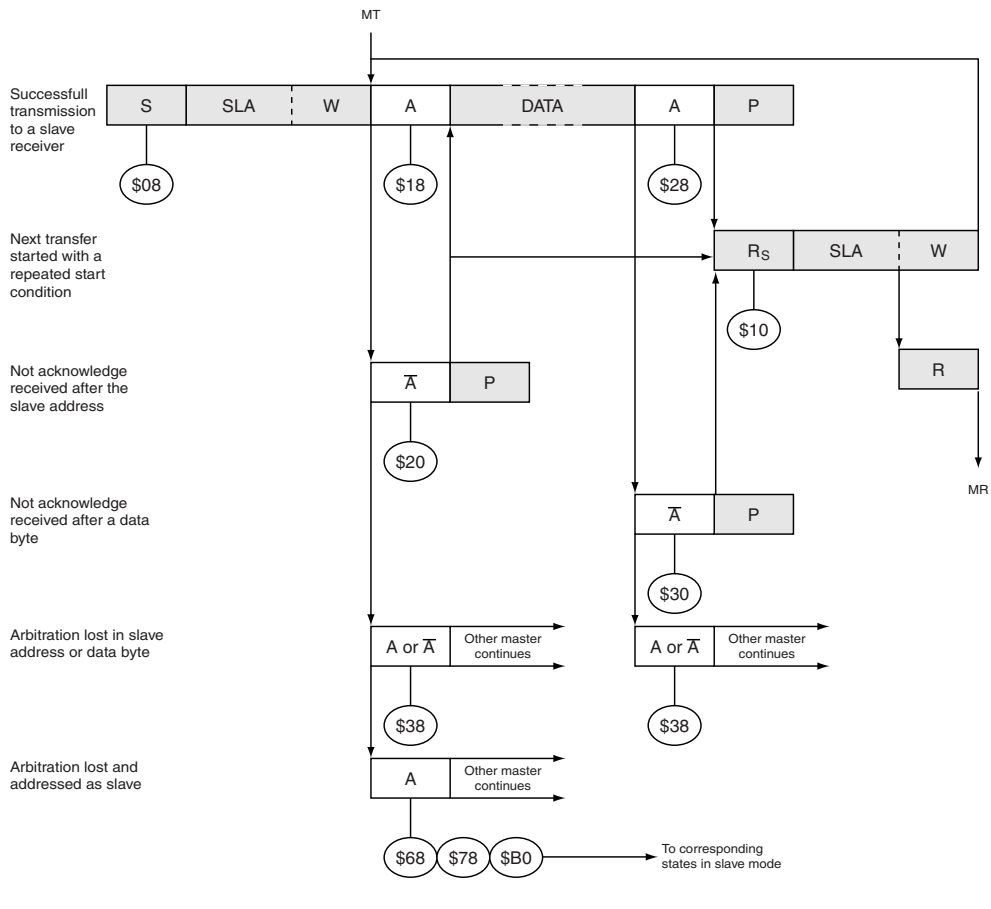 MT
Successfull
transmission
to a slave
receiver
S SLA W A DATA A P
$08 $18 $28
Next transfer
started with a
repeated start
condition
RS SLA W
$10
Not acknowledge
received after the
slave address
A̅ P
R
$20
MR
Not acknowledge
received after a data
byte
A̅ P
$30
Arbitration lost in slave
address or data byte
A or A̅
Other master
continues
A or A̅
Other master
continues
$38 $38
Arbitration lost and
addressed as slave
A
Other master
continues
$68 $78 $B0
To corresponding
states in slave mode